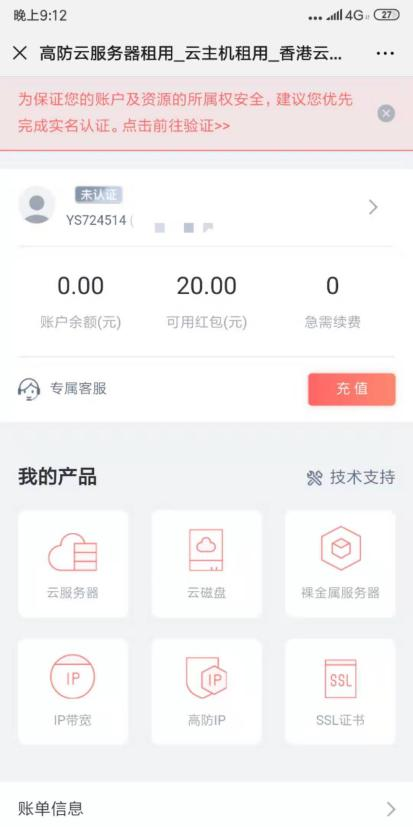 晚上9:12
4G
27
高防云服务器租用_云主机租用_香港云...
为保证您的账户及资源的所属权安全，建议您优先
完成实名认证。点击前往验证>>
未认证
YS724514 (
0.00
20.00
0
账户余额(元)
可用红包(元)
急需续费
专属客服
充值
我的产品
技术支持
云服务器
云磁盘
裸金属服务器
IP
IP
SSL
IP带宽
高防IP
SSL证书
账单信息